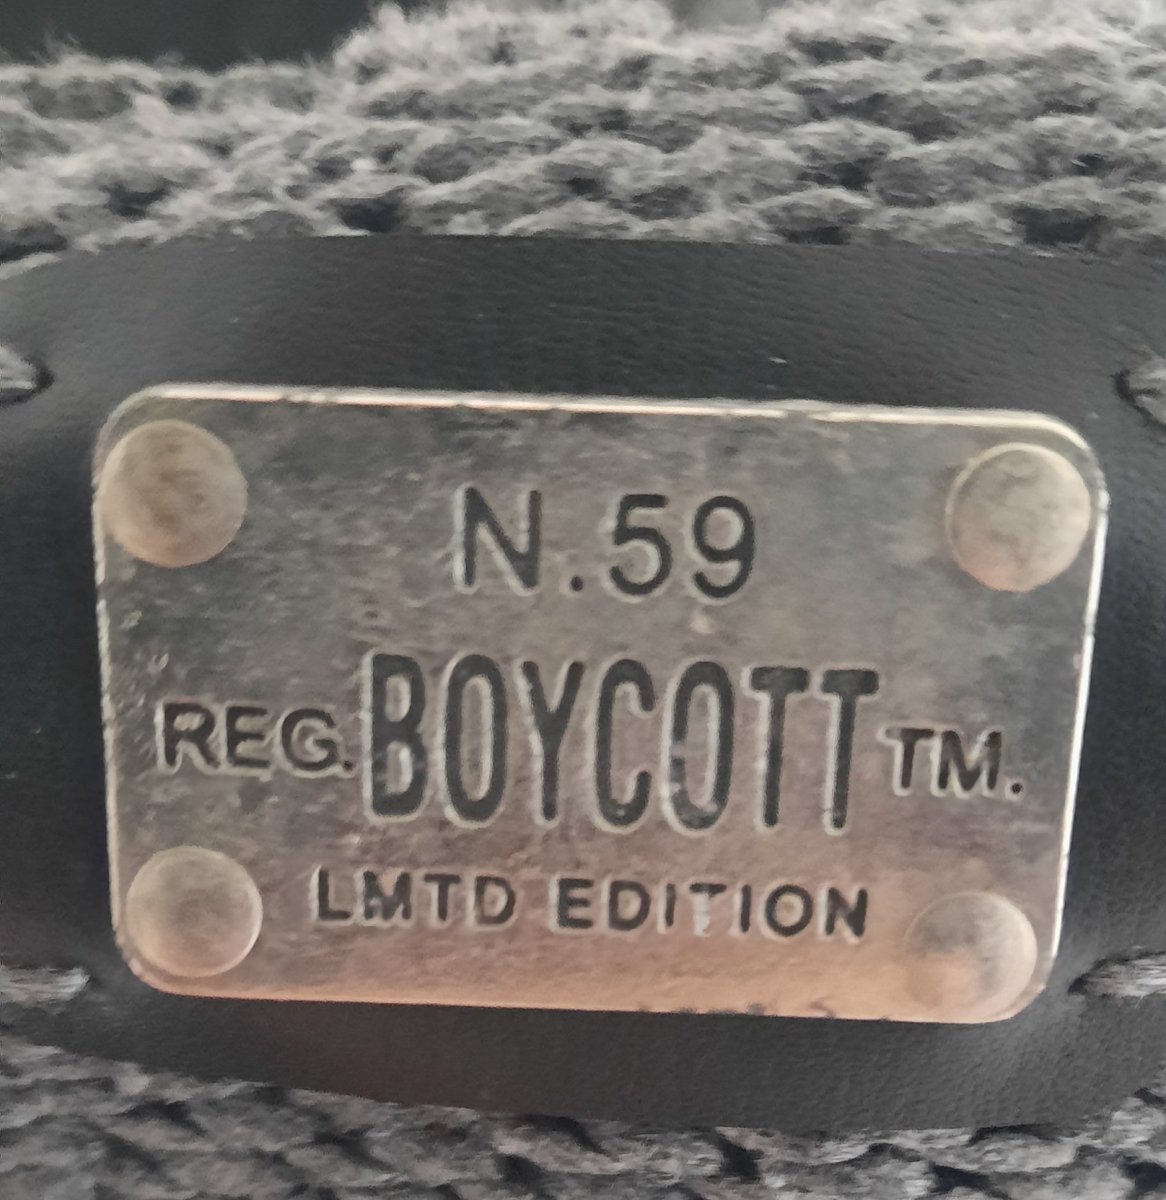 N.59
REG. BOYCOTT TM.
LMTD EDITION